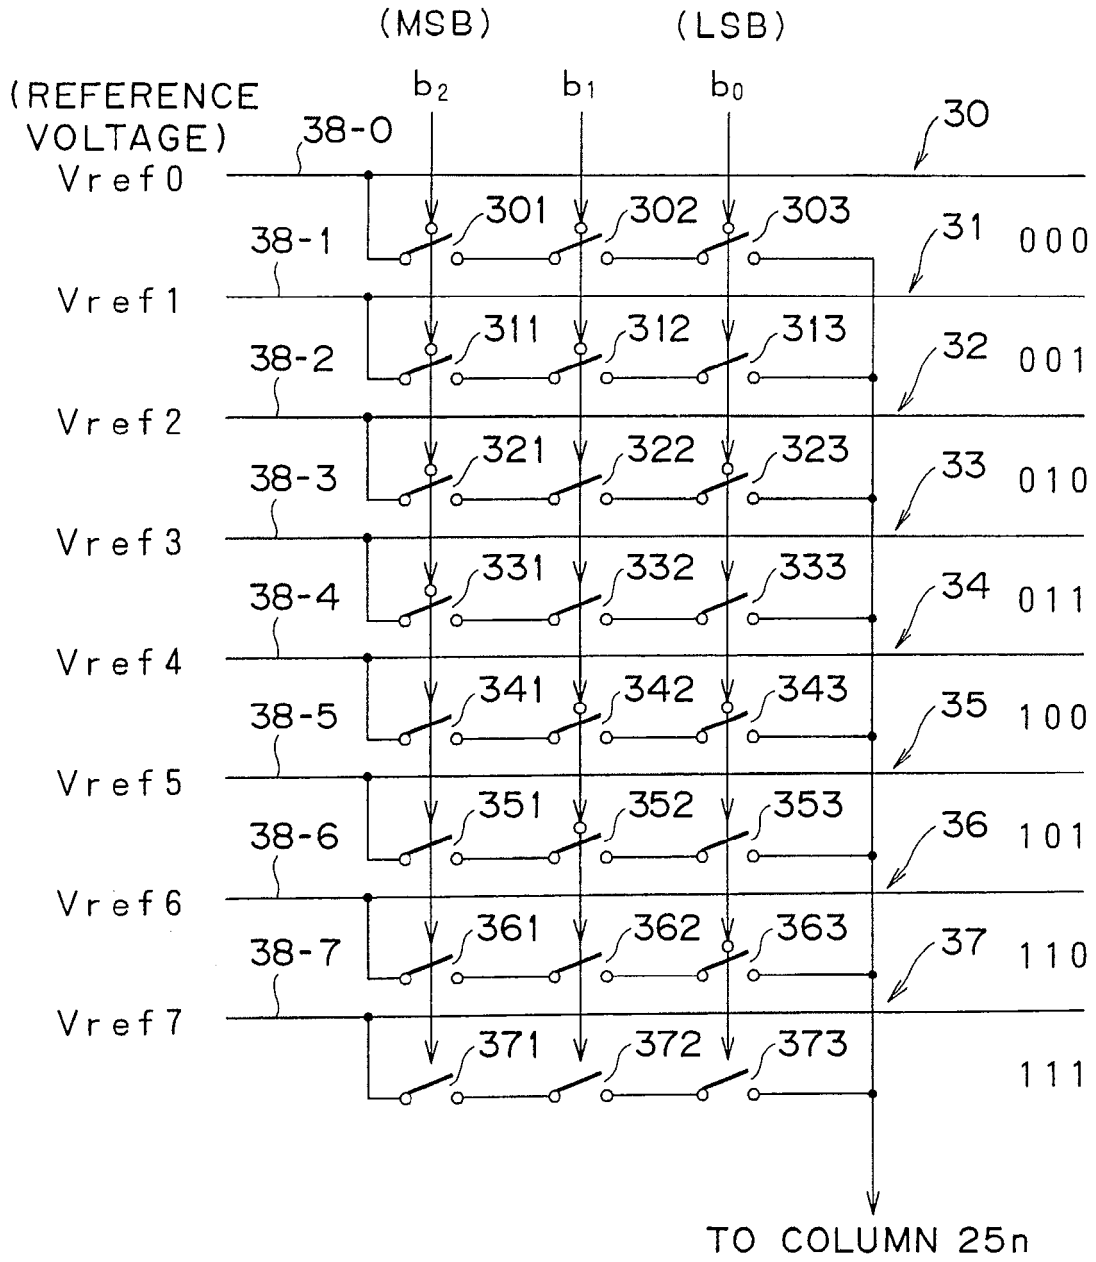 (MSB) (LSB)
b2 b1 b0
(REFERENCE
VOLTAGE)
38-0 30
Vref0
301 302 303
38-1 31 000
Vref1
311 312 313
38-2 32 001
Vref2
321 322 323
38-3 33 010
Vref3
331 332 333
38-4 34 011
Vref4
341 342 343
38-5 35 100
Vref5
351 352 353
38-6 36 101
Vref6
361 362 363
38-7 37 110
Vref7
371 372 373
111
TO COLUMN 25n